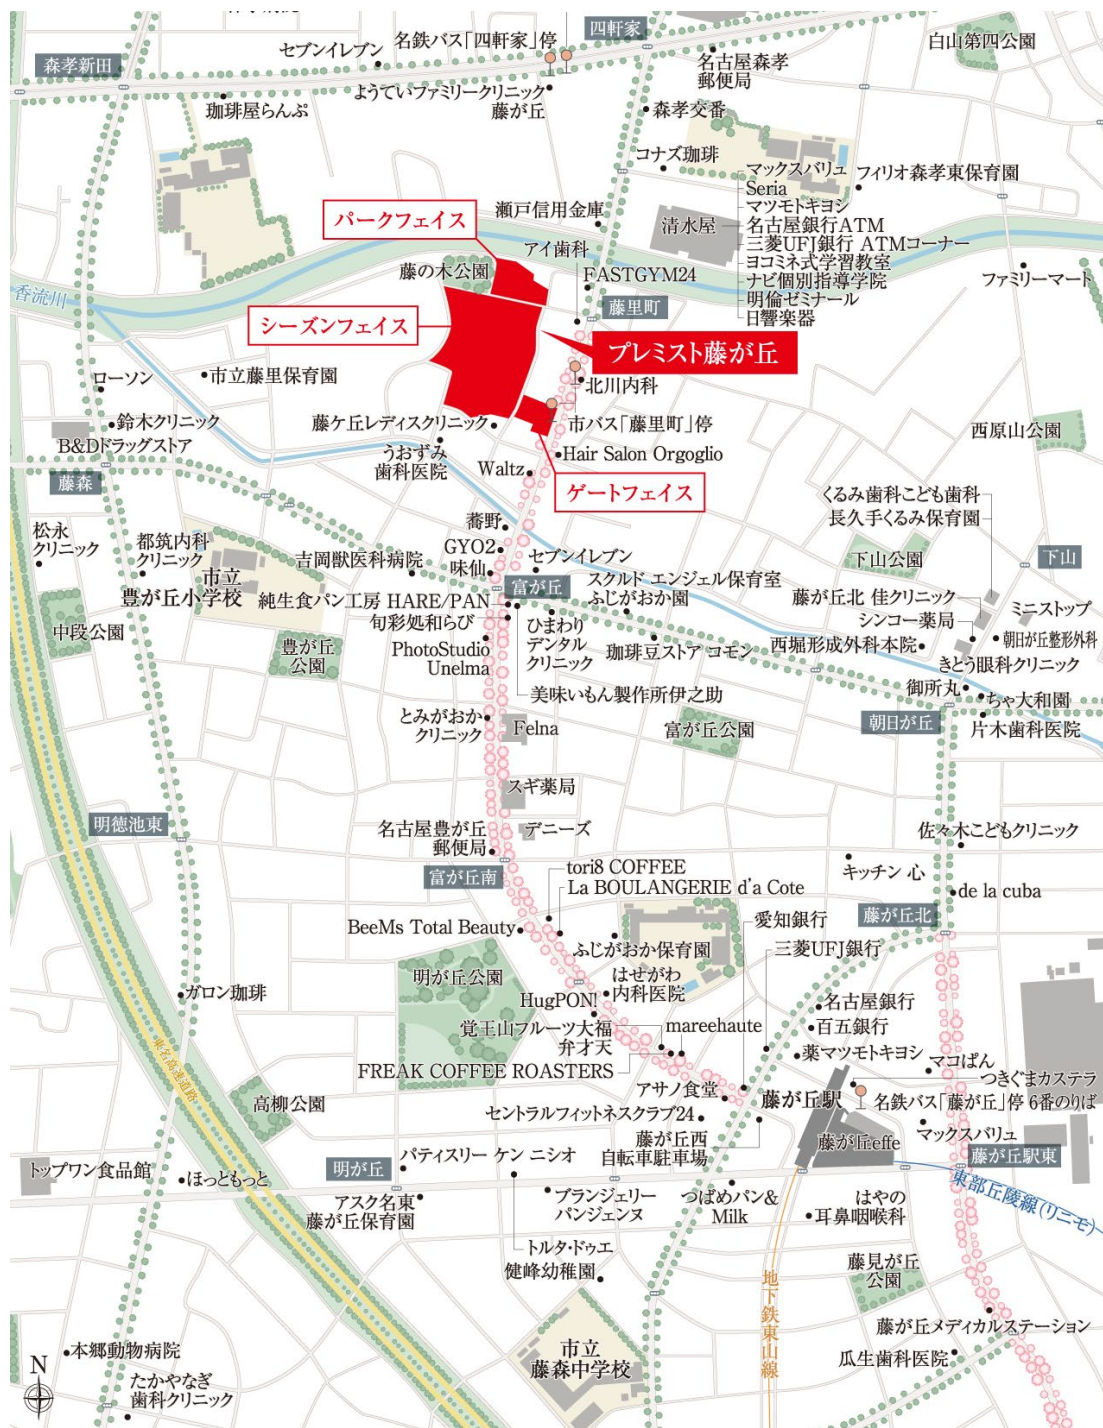 セブンイレブン
名鉄バス「四軒家」停
四軒家
白山第四公園
森孝新田
名古屋森孝
郵便局
珈琲屋らんぷ
ようていファミリークリニック
藤が丘
森孝交番
コナズ珈琲
マックスバリュ
フィリオ森孝東保育園
Seria
マツモトキヨシ
清水屋
名古屋銀行ATM
三菱UFJ銀行 ATMコーナー
ヨコミネ式学習教室
ナビ個別指導学院
明倫ゼミナール
日響楽器
パークフェイス
瀬戸信用金庫
アイ歯科
FASTGYM24
ファミリーマート
藤の木公園
香流川
シーズンフェイス
藤里町
プレミスト藤が丘
ローソン
市立藤里保育園
北川内科
鈴木クリニック
藤ケ丘レディスクリニック
市バス「藤里町」停
西原山公園
B&Dドラッグストア
うおずみ
歯科医院
Hair Salon Orgoglio
Waltz
藤森
ゲートフェイス
くるみ歯科こども歯科
長久手くるみ保育園
蕎野
松永
クリニック
都筑内科
クリニック
GYO2
味仙
吉岡獣医科病院
セブンイレブン
下山公園
下山
市立
豊が丘小学校
富が丘
スクルド エンジェル保育室
ふじがおか園
藤が丘北 佳クリニック
純生食パン工房 HARE/PAN
旬彩処和らび
ミニストップ
シンコー薬局
中段公園
豊が丘
公園
ひまわり
デンタル
クリニック
朝日が丘整形外科
西堀形成外科本院
PhotoStudio
Unelma
珈琲豆ストア コモン
きとう眼科クリニック
御所丸
美味いもん製作所伊之助
ちゃ大和園
とみがおか
クリニック
Felna
富が丘公園
朝日が丘
片木歯科医院
スギ薬局
明徳池東
名古屋豊が丘
郵便局
デニーズ
佐々木こどもクリニック
富が丘南
tori8 COFFEE
キッチン 心
La BOULANGERIE d'a Cote
de la cuba
愛知銀行
藤が丘北
BeeMs Total Beauty
ふじがおか保育園
三菱UFJ銀行
明が丘公園
はせがわ
内科医院
ガロン珈琲
HugPON!
名古屋銀行
覚王山フルーツ大福
弁才天
mareehaute
百五銀行
東名高速道路
薬マツモトキヨシ
マコぱん
FREAK COFFEE ROASTERS
つきぐまカステラ
アサノ食堂
藤が丘駅
名鉄バス「藤が丘」停 6番のりば
高柳公園
セントラルフィットネスクラブ24
マックスバリュ
藤が丘西
自転車駐車場
藤が丘effe
藤が丘駅東
トップワン食品館
明が丘
パティスリー ケン ニシオ
ほっともっと
東部丘陵線(リニモ)
アスク名東
藤が丘保育園
ブランジェリー
パンジェンヌ
つばめパン&
Milk
はやの
耳鼻咽喉科
トルタ・ドゥエ
健峰幼稚園
藤見が丘
公園
地下鉄東山線
藤が丘メディカルステーション
市立
藤森中学校
本郷動物病院
瓜生歯科医院
N
たかやなぎ
歯科クリニック